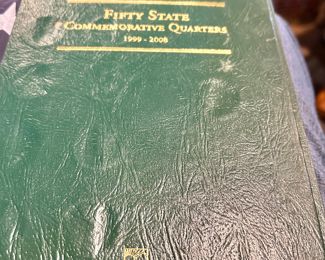 Fifty State
Commemorative Quarters
1999 - 2008